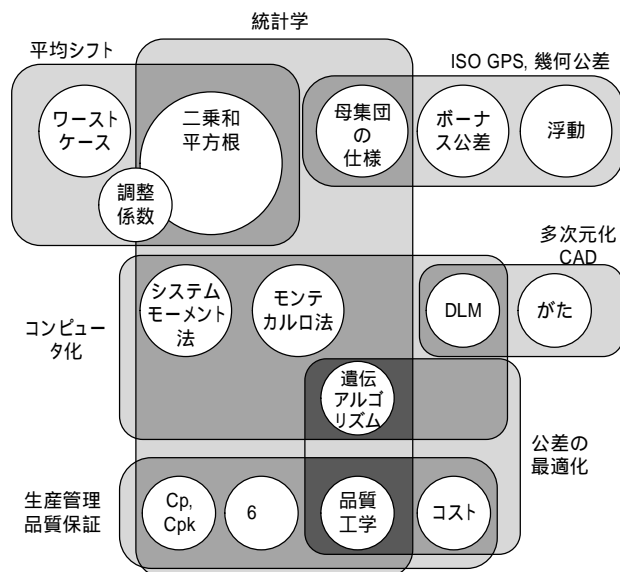 統計学
平均シフト
ISO GPS, 幾何公差
ワースト
ケース
二乗和
平方根
調整
係数
母集団
の
仕様
ボーナ
ス公差
浮動
多次元化
CAD
コンピュー
タ化
システム
モーメント
法
モンテ
カルロ法
DLM
がた
遺伝
アルゴ
リズム
公差の
最適化
生産管理
品質保証
Cp,
Cpk
6
品質
工学
コスト